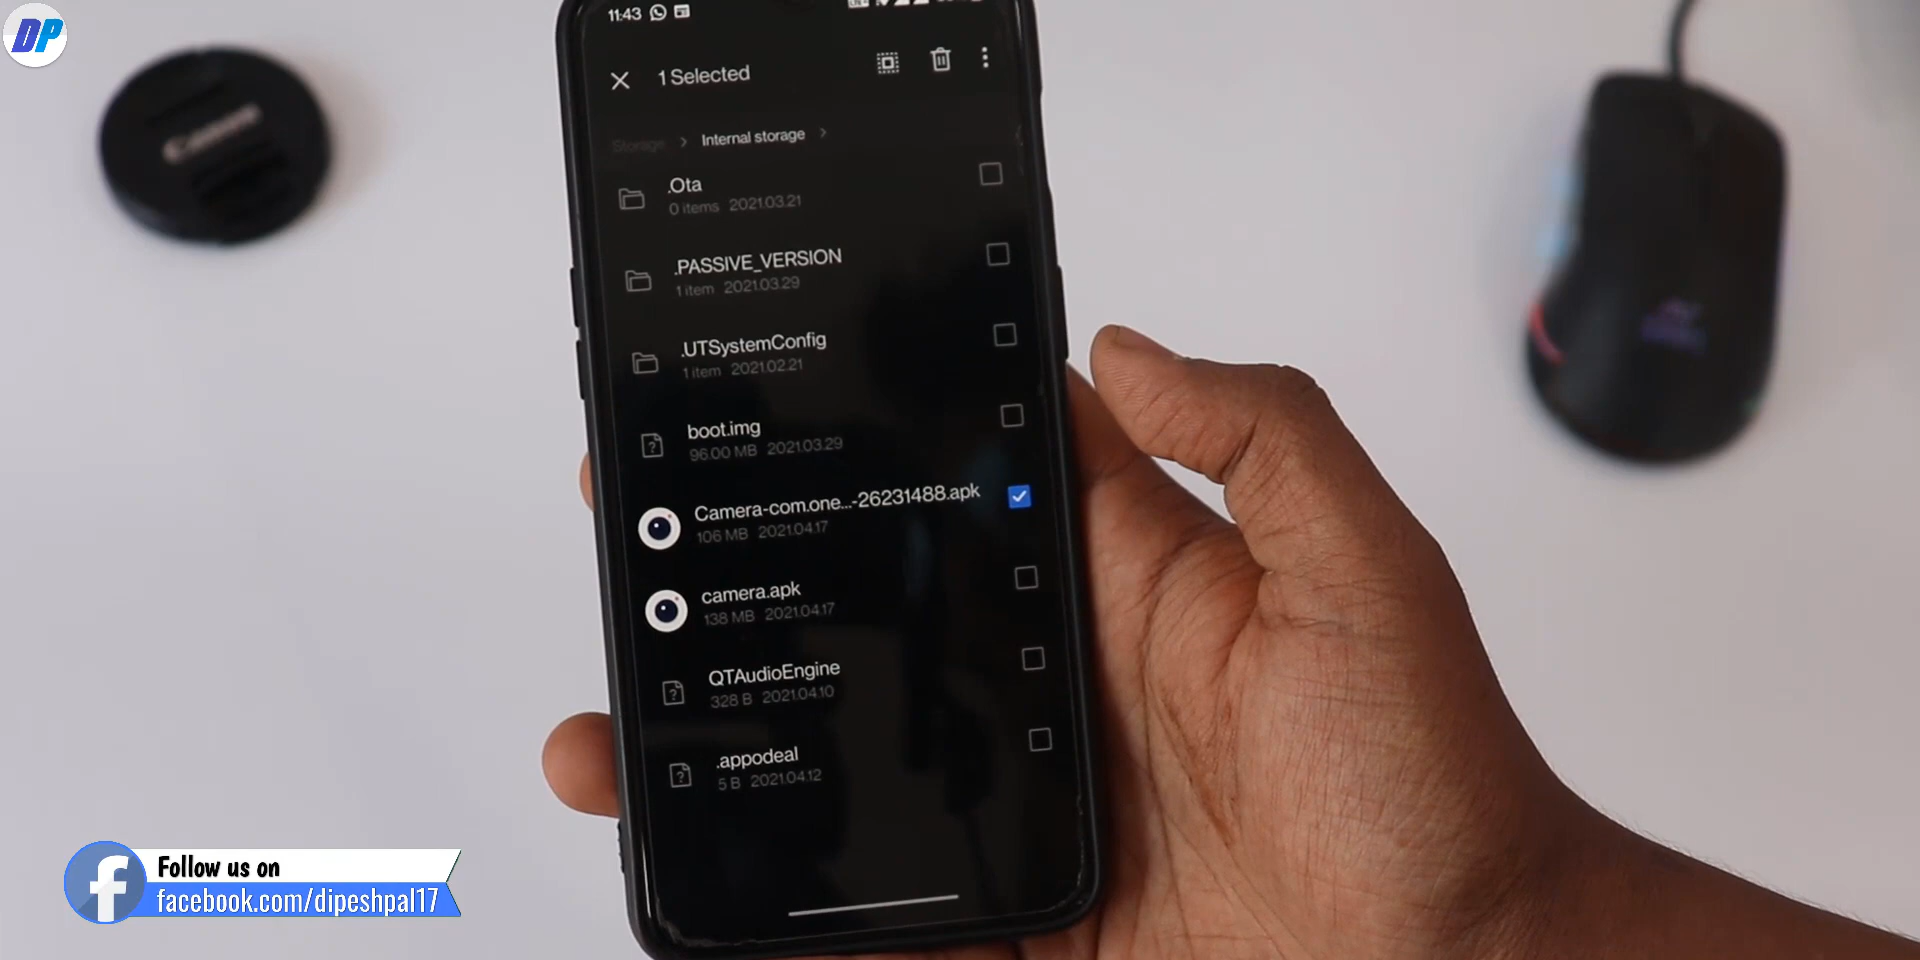 DP
11:43
1 Selected
Canon
Storage > Internal storage >
.Ota
0 items 2021.03.21
.PASSIVE_VERSION
1 item 2021.03.29
.UTSystemConfig
1 item 2021.02.21
boot.img
96.00 MB 2021.03.29
Camera-com.one...-26231488.apk
106 MB 2021.04.17
camera.apk
138 MB 2021.04.17
QTAudioEngine
328 B 2021.04.10
.appodeal
5 B 2021.04.12
Follow us on
facebook.com/dipeshpal17